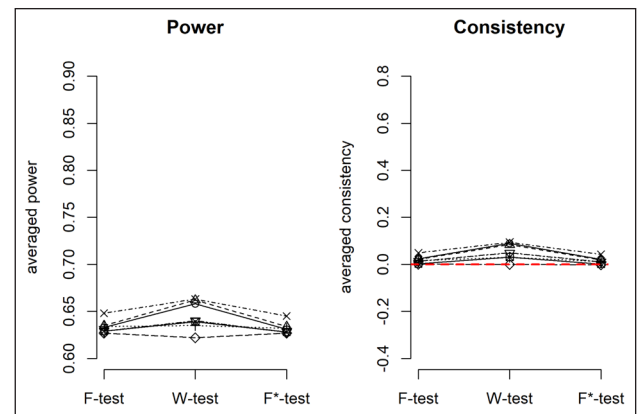 Power
averaged power
0.90
0.85
0.80
0.75
0.70
0.65
0.60
F-test W-test F*-test
Consistency
averaged consistency
0.8
0.6
0.4
0.2
0.0
-0.2
-0.4
F-test W-test F*-test